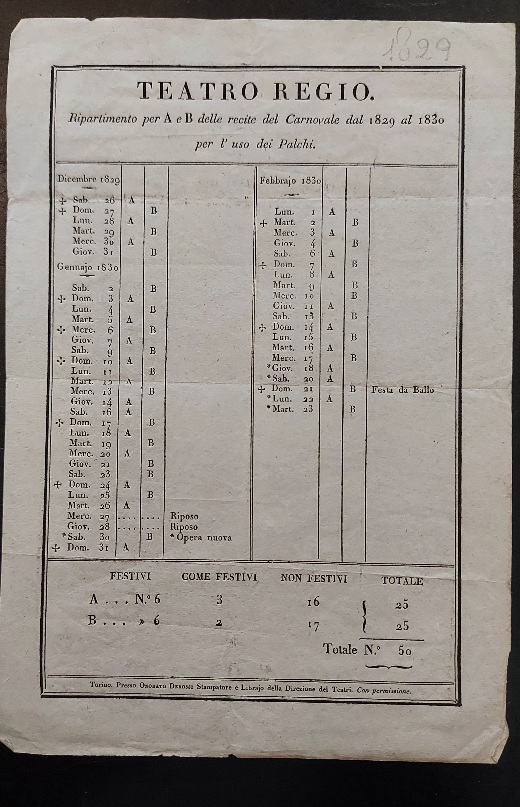 1829
TEATRO REGIO.
Ripartimento per A e B delle recite del Carnovale dal 1829 al 1830
per l' uso dei Palchi.
Dicembre 1829
✢ Sab. 26 A
✢ Dom. 27 B
Lun. 28 A
Mart. 29 B
Merc. 30 A
Giov. 31 B
Gennajo 1830
Sab. 2 B
✢ Dom. 3 A
Lun. 4 B
Mart. 5 A
✢ Merc. 6 B
Giov. 7 A
Sab. 9 B
✢ Dom. 10 A
Lun. 11 B
Mart. 12 A
Merc. 13 B
Giov. 14 A
Sab. 16 A
✢ Dom. 17 B
Lun. 18 A
Mart. 19 B
Merc. 20 A
Giov. 21 B
Sab. 23 B
✢ Dom. 24 A
Lun. 25 B
Mart. 26 A
Merc. 27 .... .... Riposo
Giov. 28 .... .... Riposo
*Sab. 30 B *Opera nuova
✢ Dom. 31 A
Febbrajo 1830
Lun. 1 A
✢ Mart. 2 B
Merc. 3 A
Giov. 4 B
Sab. 6 A
✢ Dom. 7 B
Lun. 8 A
Mart. 9 B
Merc. 10 B
Giov. 11 A
Sab. 13 B
✢ Dom. 14 A
Lun. 15 B
Mart. 16 A
Merc. 17 B
*Giov. 18 A
*Sab. 20 A
✢ Dom. 21 B Festa da Ballo
*Lun. 22 A
*Mart. 23 B
FESTIVI COME FESTIVI NON FESTIVI TOTALE
A . . . N.º 6 3 16 25
B . . . » 6 2 17 25
Totale N.º 50
Torino, Presso Onorato Derossi Stampatore e Librajo della Direzione dei Teatri. Con permissione.